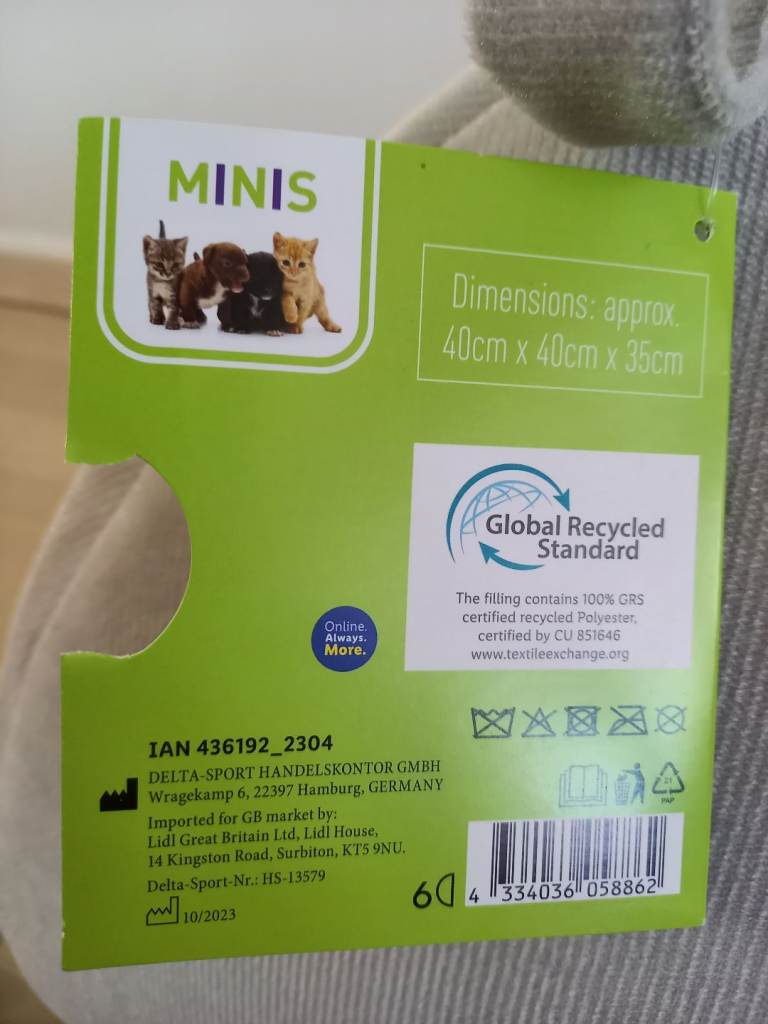 MINIS
Dimensions: approx.
40cm x 40cm x 35cm
Global Recycled
Standard
The filling contains 100% GRS
certified recycled Polyester,
certified by CU 851646
www.textileexchange.org
Online.
Always.
More.
IAN 436192_2304
DELTA-SPORT HANDELSKONTOR GMBH
Wragekamp 6, 22397 Hamburg, GERMANY
Imported for GB market by:
Lidl Great Britain Ltd, Lidl House,
14 Kingston Road, Surbiton, KT5 9NU.
Delta-Sport-Nr.: HS-13579
10/2023
21
PAP
6
4 334036 058862